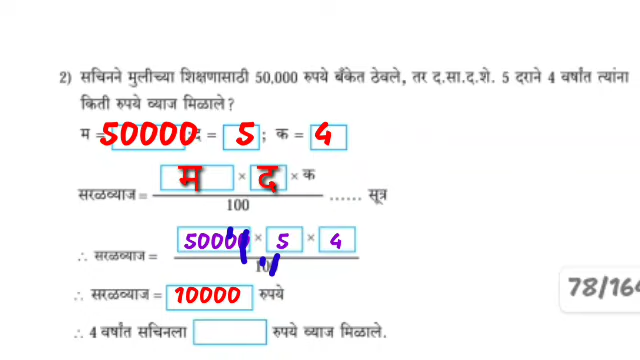 2) सचिनने मुलीच्या शिक्षणासाठी 50,000 रुपये बँकेत ठेवले, तर द.सा.द.शे. 5 दराने 4 वर्षांत त्यांना
किती रुपये व्याज मिळाले?
म = 50000 ; द = 5 ; क = 4
म × द × क
सरळव्याज = ...... सूत्र
100
50000 × 5 × 4
∴ सरळव्याज =
100
∴ सरळव्याज = 10000 रुपये
∴ 4 वर्षांत सचिनला रुपये व्याज मिळाले.
78/164